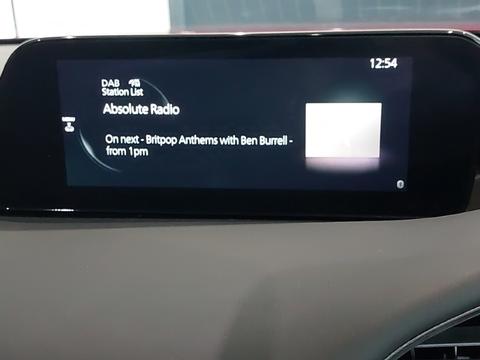 12:54
DAB
Station List
Absolute Radio
On next - Britpop Anthems with Ben Burrell -
from 1pm